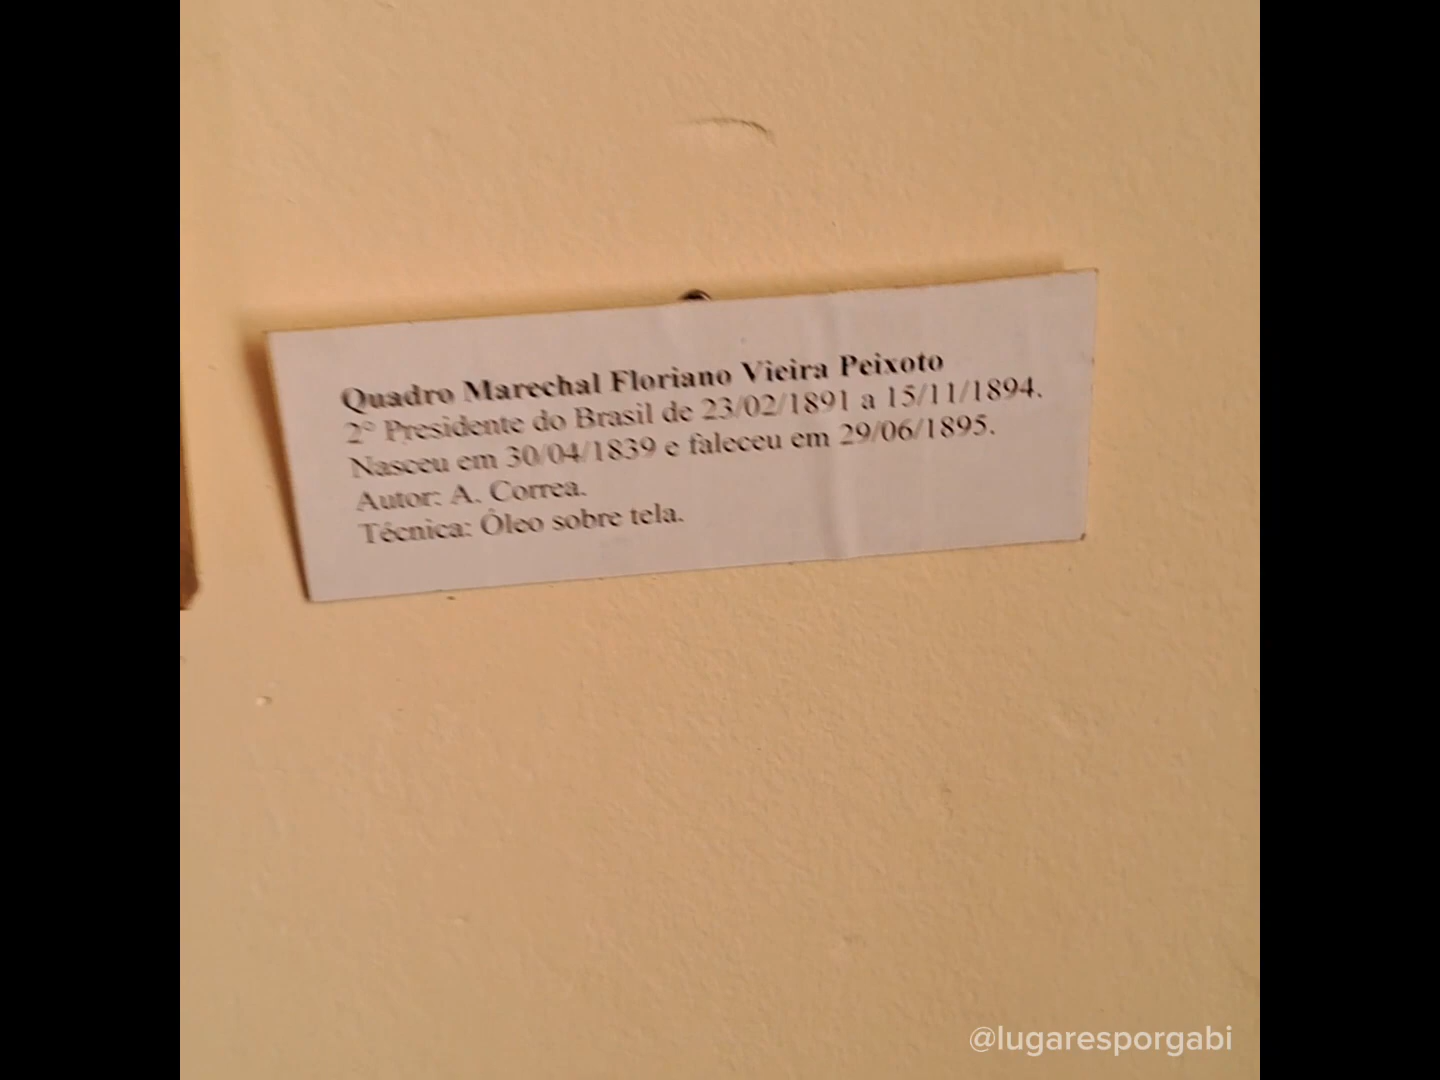 Quadro Marechal Floriano Vieira Peixoto
2° Presidente do Brasil de 23/02/1891 a 15/11/1894.
Nasceu em 30/04/1839 e faleceu em 29/06/1895.
Autor: A. Correa.
Técnica: Óleo sobre tela.
@lugaresporgabi